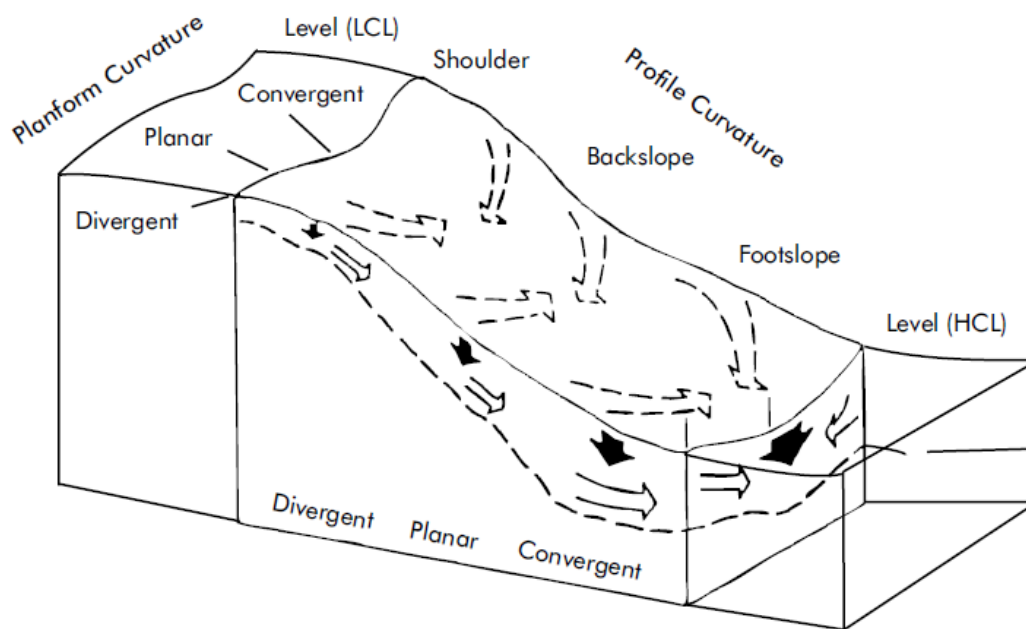 Level (LCL)
Shoulder
Planform Curvature
Profile Curvature
Convergent
Planar
Backslope
Divergent
Footslope
Level (HCL)
Divergent Planar Convergent